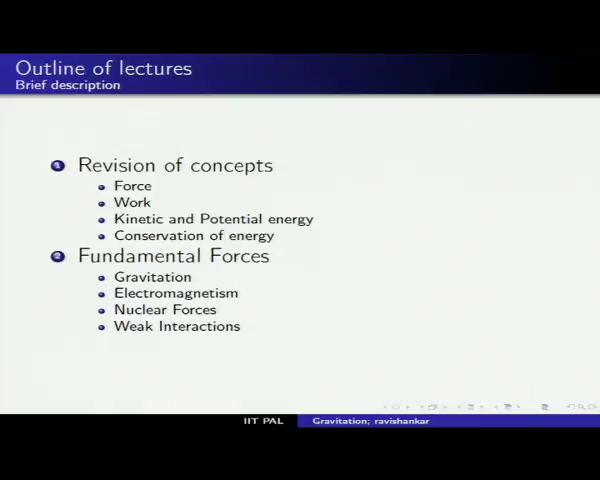 Outline of lectures
Brief description
1 Revision of concepts
Force
Work
Kinetic and Potential energy
Conservation of energy
2 Fundamental Forces
Gravitation
Electromagnetism
Nuclear Forces
Weak Interactions
IIT PAL Gravitation; ravishankar